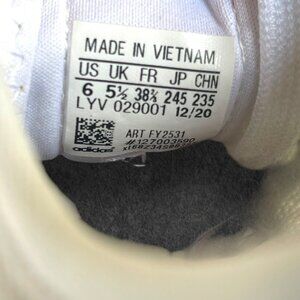 MADE IN VIETNAM
US UK FR JP CHN
6 5½ 38⅔ 245 235
LYV 029001 12/20
ART FY2531
adidas